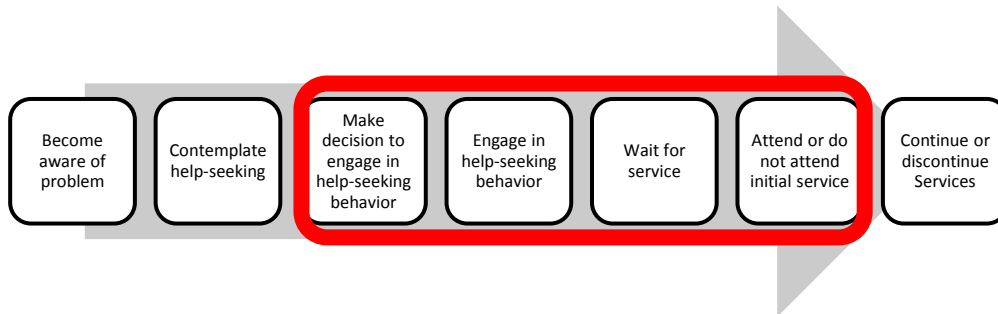 Become
aware of
problem
Contemplate
help-seeking
Make
decision to
engage in
help-seeking
behavior
Engage in
help-seeking
behavior
Wait for
service
Attend or do
not attend
initial service
Continue or
discontinue
Services